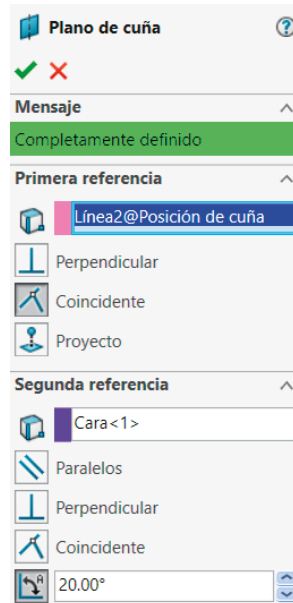 Plano de cuña
Mensaje
Completamente definido
Primera referencia
Línea2@Posición de cuña
Perpendicular
Coincidente
Proyecto
Segunda referencia
Cara<1>
Paralelos
Perpendicular
Coincidente
20.00°